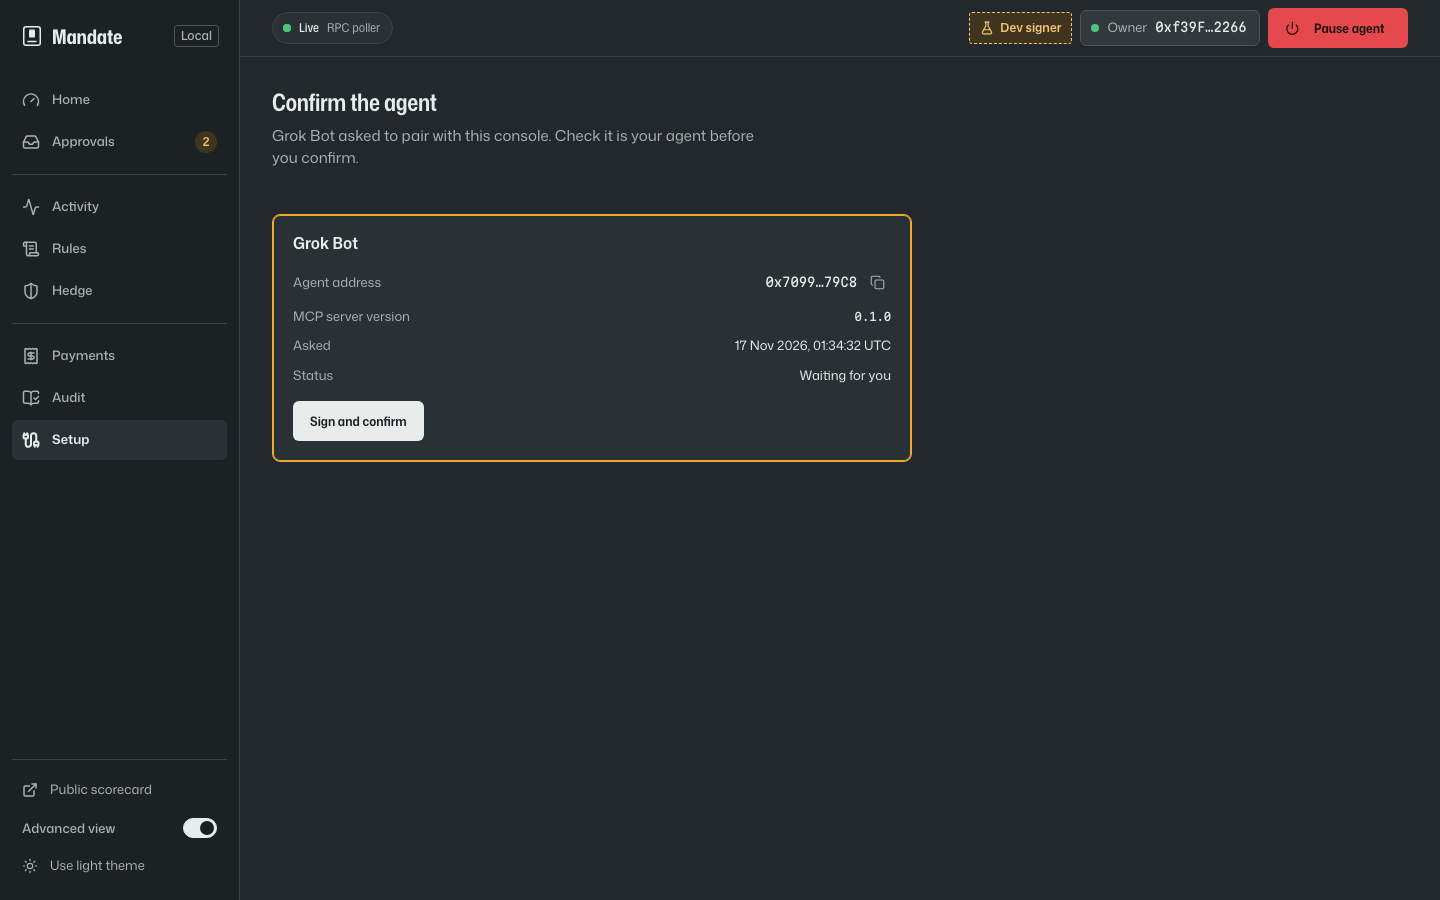 Mandate
Local
Home
Approvals
2
Activity
Rules
Hedge
Payments
Audit
Setup
Public scorecard
Advanced view
Use light theme
Live RPC poller
Dev signer
Owner 0xf39F…2266
Pause agent
Confirm the agent
Grok Bot asked to pair with this console. Check it is your agent before
you confirm.
Grok Bot
Agent address 0x7099…79C8
MCP server version 0.1.0
Asked 17 Nov 2026, 01:34:32 UTC
Status Waiting for you
Sign and confirm